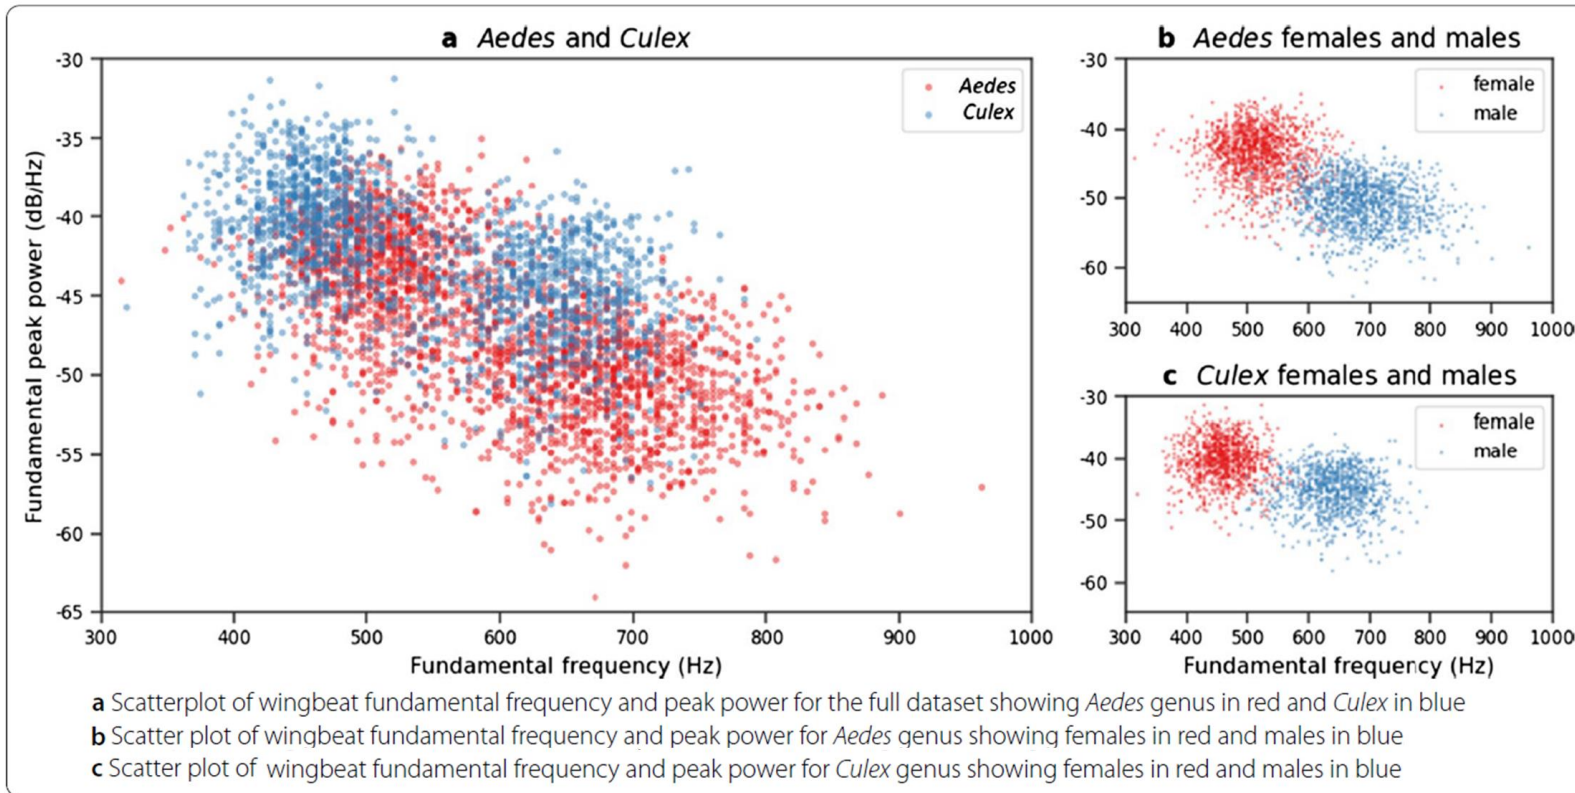 a Aedes and Culex
-30
-35
-40
-45
-50
-55
-60
-65
300 400 500 600 700 800 900 1000
Fundamental peak power (dB/Hz)
Fundamental frequency (Hz)
Aedes
Culex
b Aedes females and males
-30
-40
-50
-60
300 400 500 600 700 800 900 1000
female
male
c Culex females and males
-30
-40
-50
-60
300 400 500 600 700 800 900 1000
female
male
Fundamental frequency (Hz)
a Scatterplot of wingbeat fundamental frequency and peak power for the full dataset showing Aedes genus in red and Culex in blue
b Scatter plot of wingbeat fundamental frequency and peak power for Aedes genus showing females in red and males in blue
c Scatter plot of wingbeat fundamental frequency and peak power for Culex genus showing females in red and males in blue